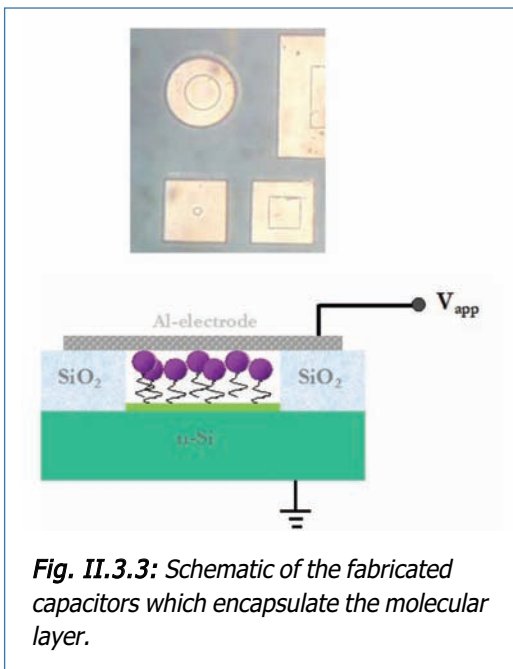 V_app
Al-electrode
SiO₂ SiO₂
n-Si
Fig. II.3.3: Schematic of the fabricated
capacitors which encapsulate the molecular
layer.